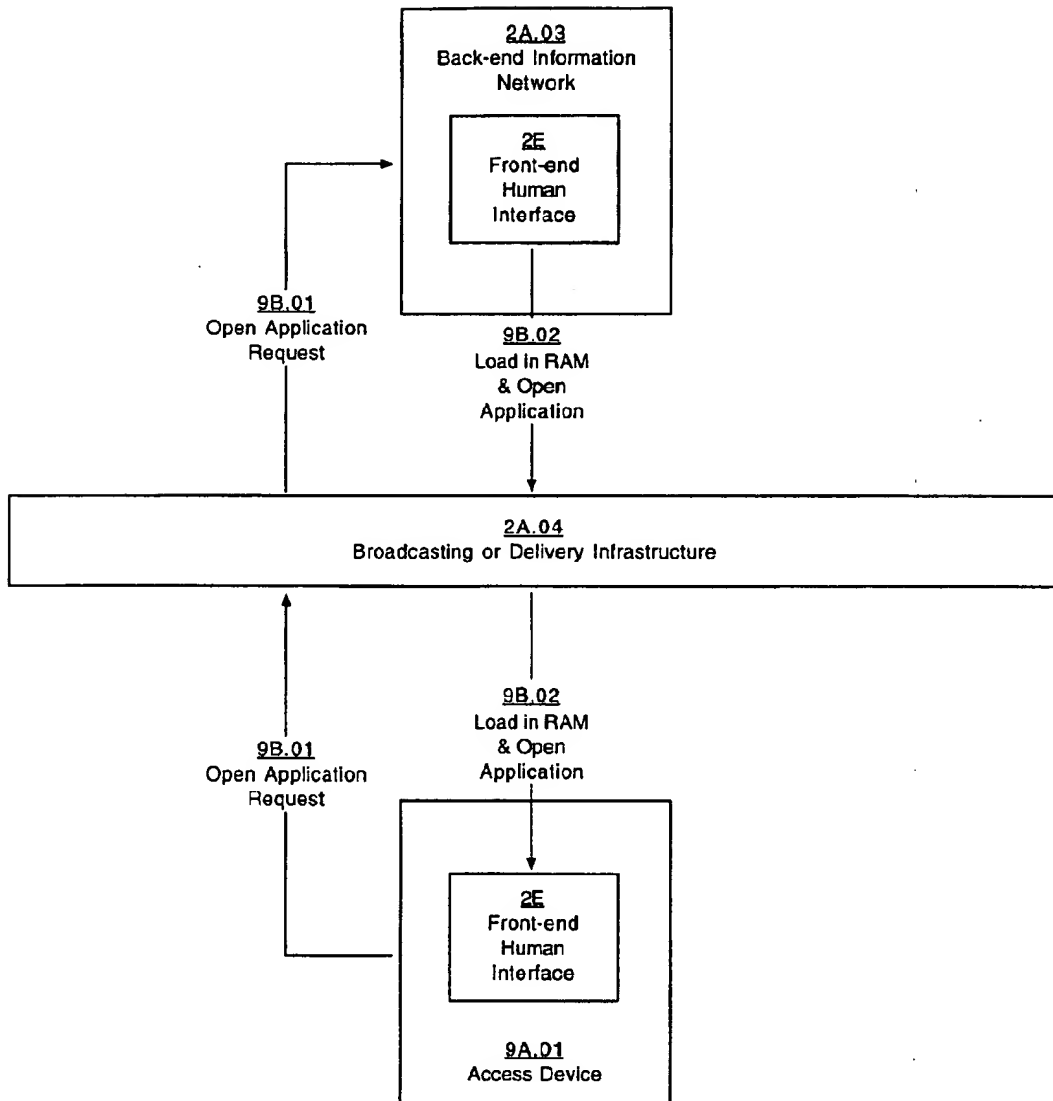 2A.03
Back-end Information
Network
2E
Front-end
Human
Interface
9B.01
Open Application
Request
9B.02
Load in RAM
& Open
Application
2A.04
Broadcasting or Delivery Infrastructure
9B.01
Open Application
Request
9B.02
Load in RAM
& Open
Application
2E
Front-end
Human
Interface
9A.01
Access Device